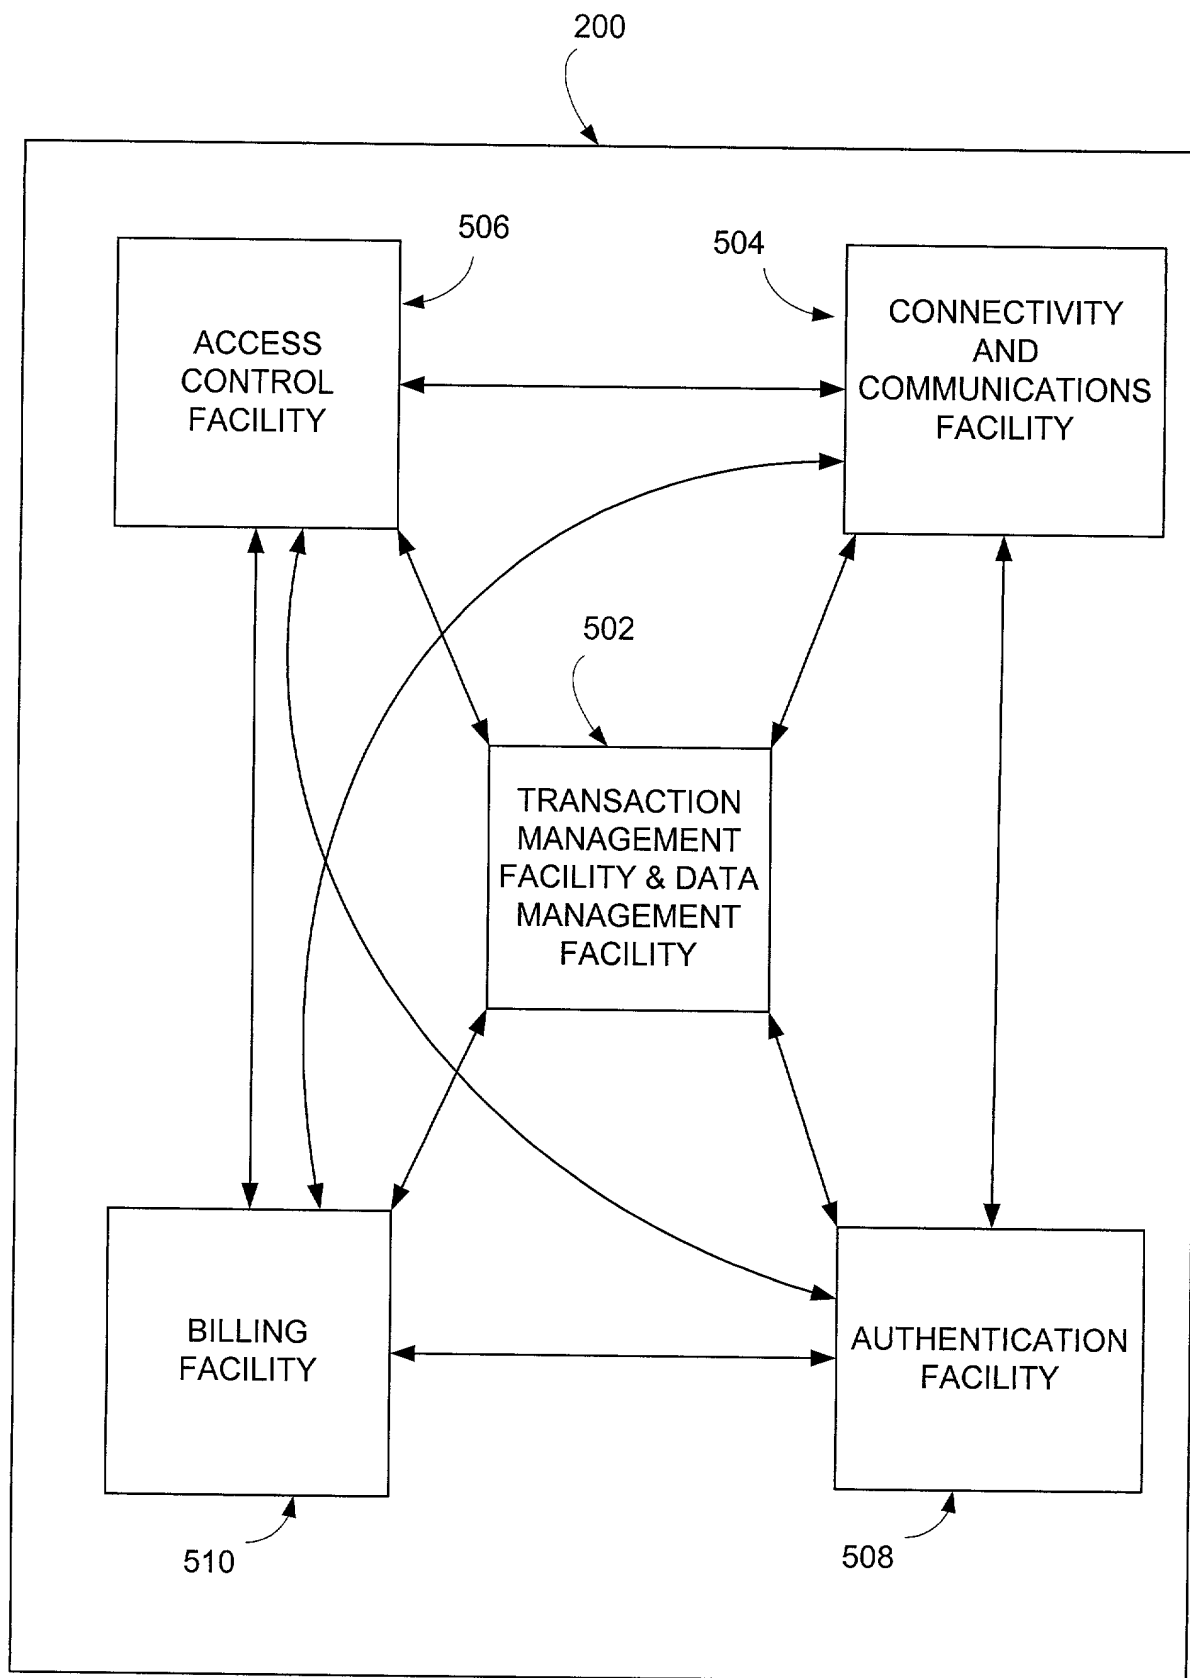 200
506
504
ACCESS
CONTROL
FACILITY
CONNECTIVITY
AND
COMMUNICATIONS
FACILITY
502
TRANSACTION
MANAGEMENT
FACILITY & DATA
MANAGEMENT
FACILITY
BILLING
FACILITY
AUTHENTICATION
FACILITY
510
508